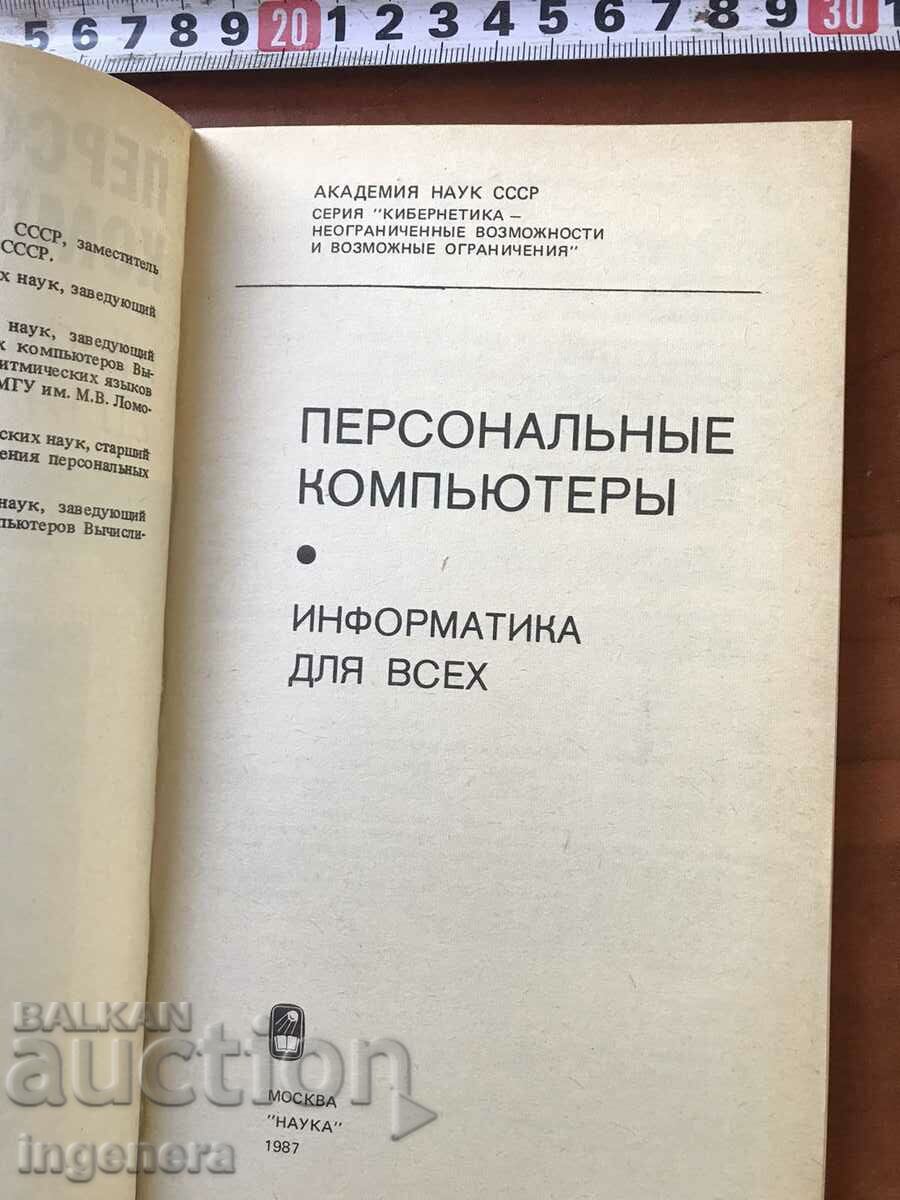 5 6 7 8 9 20 1 2 3 4 5 6 7 8 9 30 1
СССР, заместитель
СССР.
х наук, заведующий
наук, заведующий
х компьютеров Вы-
итмических языков
МГУ им. М.В. Ломо-
ских наук, старший
ения персональных
наук, заведующий
пьютеров Вычисли-
АКАДЕМИЯ НАУК СССР
СЕРИЯ "КИБЕРНЕТИКА –
НЕОГРАНИЧЕННЫЕ ВОЗМОЖНОСТИ
И ВОЗМОЖНЫЕ ОГРАНИЧЕНИЯ"
ПЕРСОНАЛЬНЫЕ
КОМПЬЮТЕРЫ
•
ИНФОРМАТИКА
ДЛЯ ВСЕХ
МОСКВА
"НАУКА"
1987
BALKAN
auction
ingenera